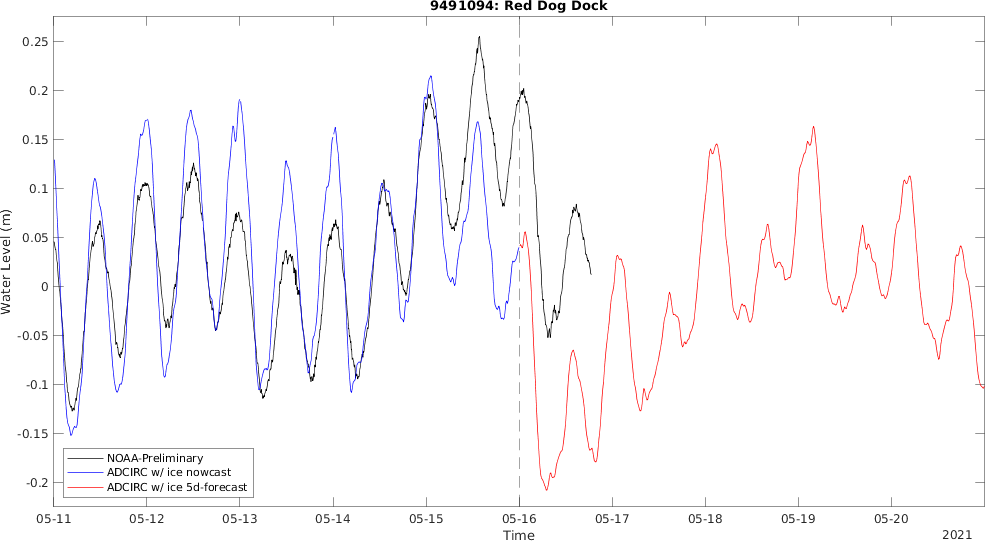 9491094: Red Dog Dock
0.25
0.2
0.15
0.1
0.05
0
-0.05
-0.1
-0.15
-0.2
Water Level (m)
NOAA-Preliminary
ADCIRC w/ ice nowcast
ADCIRC w/ ice 5d-forecast
05-11 05-12 05-13 05-14 05-15 05-16 05-17 05-18 05-19 05-20
Time
2021